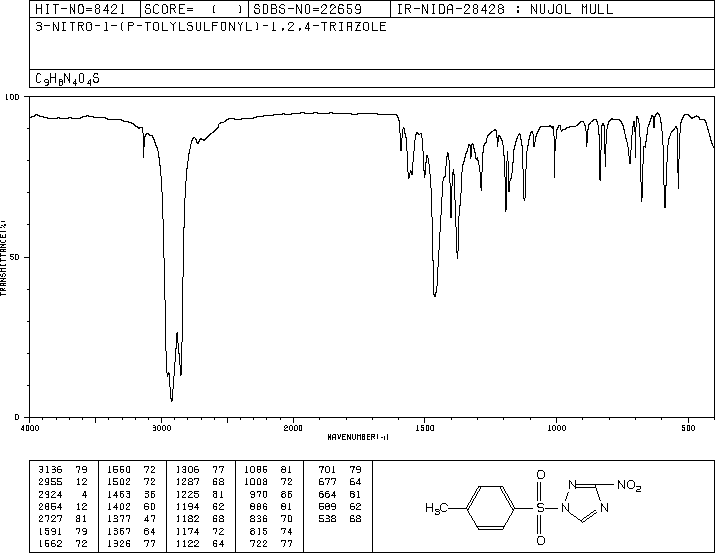 HIT-NO=8421 SCORE= ( ) SDBS-NO=22659 IR-NIDA-28428 : NUJOL MULL
3-NITRO-1-(P-TOLYLSULFONYL)-1,2,4-TRIAZOLE
C9H8N4O4S
100
50
0
TRANSMITTANCE(%)
4000 3000 2000 1500 1000 500
WAVENUMBER(-1)
3136 79 1550 72 1306 77 1086 81 701 79
2955 12 1502 72 1287 68 1008 72 677 64
2924 4 1463 36 1225 81 970 86 664 81
2854 12 1402 60 1194 62 886 81 589 62
2727 81 1377 47 1182 68 836 70 538 68
1591 79 1367 64 1174 72 815 74
1562 72 1326 77 1122 64 722 77
O
N NO2
H3C S N N
O